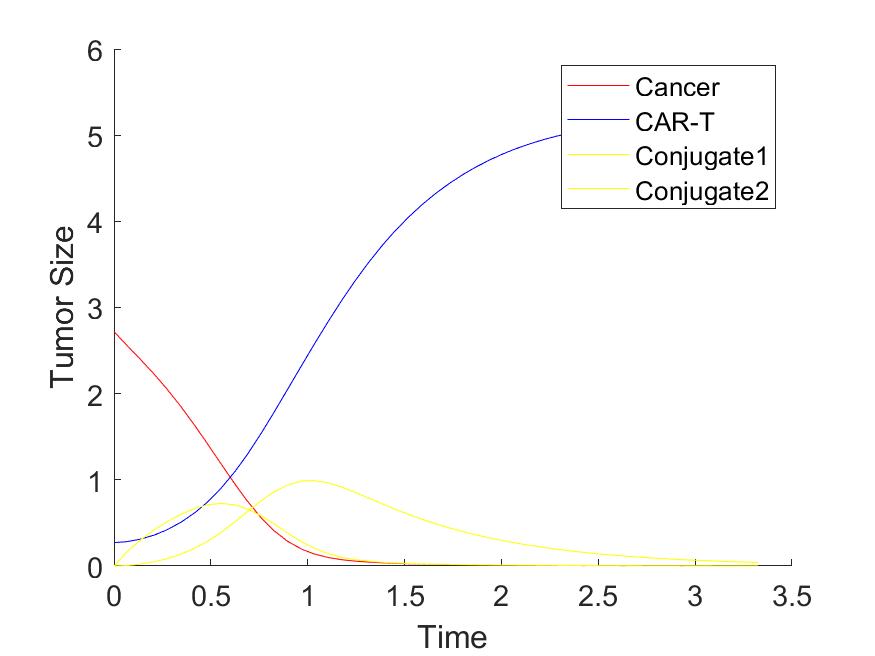 6
5
4
3
2
1
0
Tumor Size
Cancer
CAR-T
Conjugate1
Conjugate2
0 0.5 1 1.5 2 2.5 3 3.5
Time